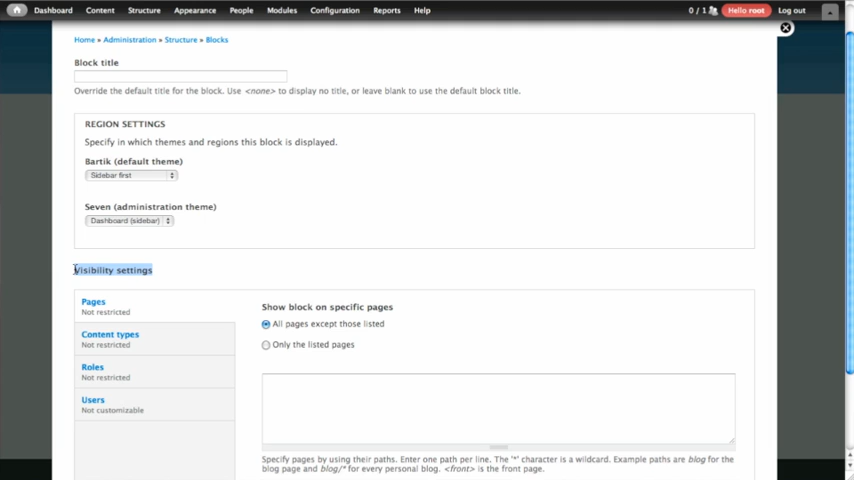 Dashboard Content Structure Appearance People Modules Configuration Reports Help 0 / 1 Hello root Log out
Home » Administration » Structure » Blocks
Block title
Override the default title for the block. Use <none> to display no title, or leave blank to use the default block title.
REGION SETTINGS
Specify in which themes and regions this block is displayed.
Bartik (default theme)
Sidebar first
Seven (administration theme)
Dashboard (sidebar)
Visibility settings
Pages
Not restricted
Content types
Not restricted
Roles
Not restricted
Users
Not customizable
Show block on specific pages
All pages except those listed
Only the listed pages
Specify pages by using their paths. Enter one path per line. The '*' character is a wildcard. Example paths are blog for the
blog page and blog/* for every personal blog. <front> is the front page.